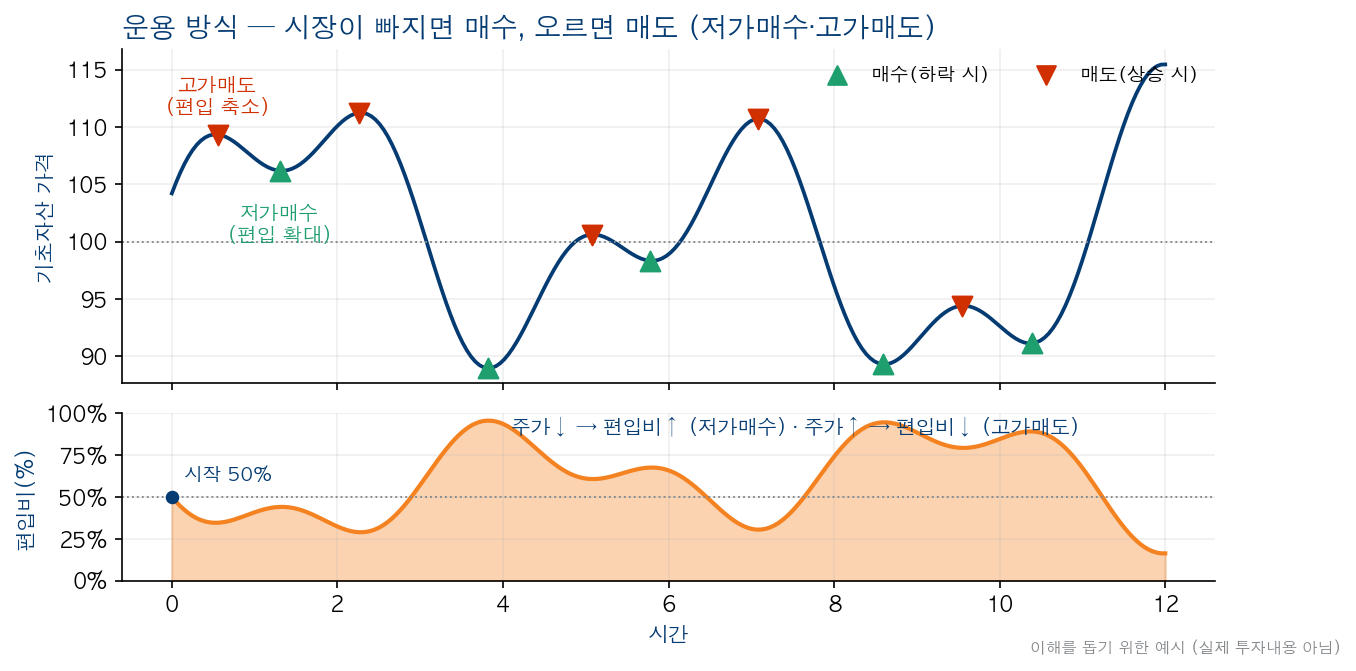 운용 방식 — 시장이 빠지면 매수, 오르면 매도 (저가매수·고가매도)
기초자산 가격
115
110
105
100
95
90
고가매도
(편입 축소)
저가매수
(편입 확대)
매수(하락 시)
매도(상승 시)
편입비(%)
100%
75%
50%
25%
0%
시작 50%
주가↓ → 편입비↑ (저가매수) · 주가↑ → 편입비↓ (고가매도)
0 2 4 6 8 10 12
시간
이해를 돕기 위한 예시 (실제 투자내용 아님)